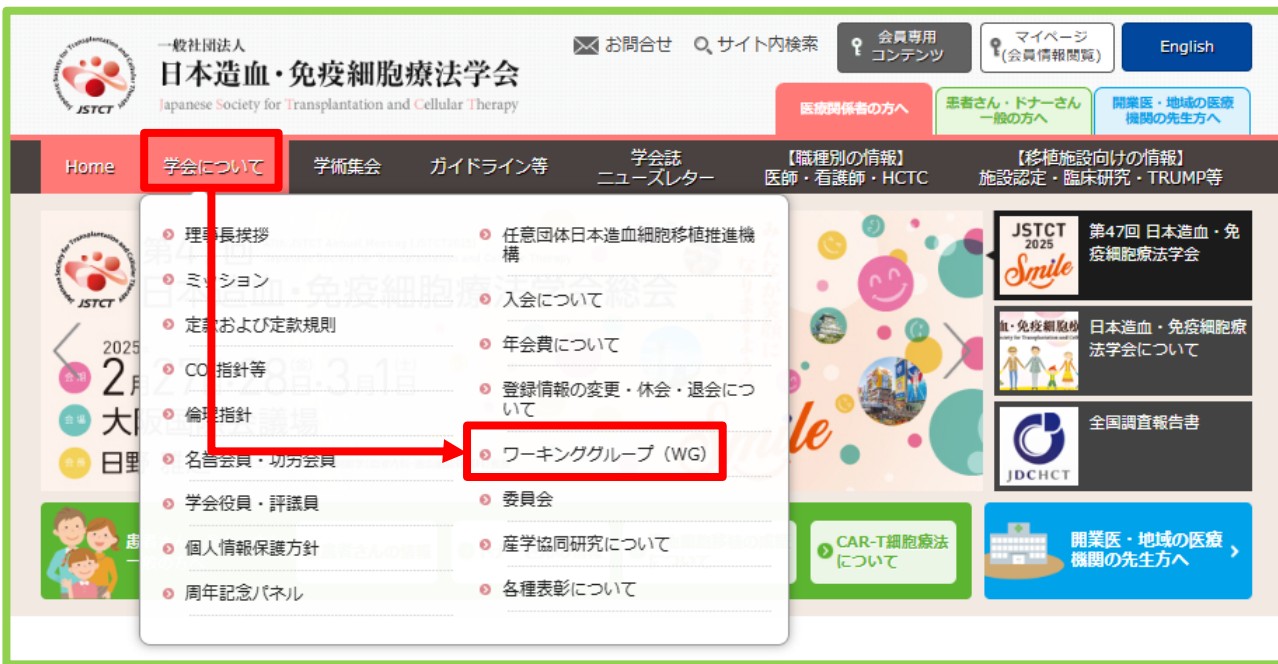 一般社団法人
日本造血・免疫細胞療法学会
Japanese Society for Transplantation and Cellular Therapy
JSTCT
お問合せ
サイト内検索
会員専用
コンテンツ
マイページ
(会員情報閲覧)
English
医療関係者の方へ
患者さん・ドナーさん
一般の方へ
開業医・地域の医療
機関の先生方へ
Home
学会について
学術集会
ガイドライン等
学会誌
ニューズレター
【職種別の情報】
医師・看護師・HCTC
【移植施設向けの情報】
施設認定・臨床研究・TRUMP等
理事長挨拶
ミッション
定款および定款規則
COI指針等
倫理指針
名誉会員・功労会員
学会役員・評議員
個人情報保護方針
周年記念パネル
任意団体日本造血細胞移植推進機
構
入会について
年会費について
登録情報の変更・休会・退会につ
いて
ワーキンググループ（WG）
委員会
産学協同研究について
各種表彰について
JSTCT
2025
2月
大
日野
JSTCT
2025
Smile
第47回 日本造血・免
疫細胞療法学会
日本造血・免疫細胞療
法学会について
JDCHCT
全国調査報告書
CAR-T細胞療法
について
開業医・地域の医療
機関の先生方へ